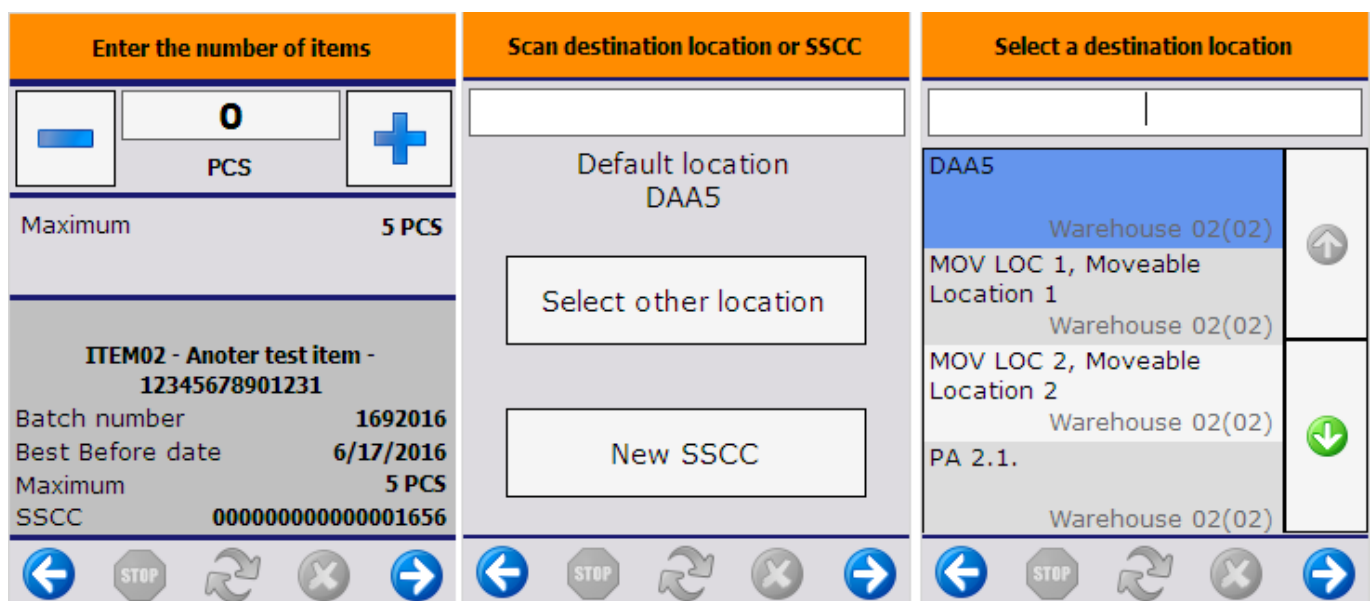 Enter the number of items
0
PCS
Maximum 5 PCS
ITEM02 - Anoter test item -
12345678901231
Batch number 1692016
Best Before date 6/17/2016
Maximum 5 PCS
SSCC 000000000000001656
STOP
Scan destination location or SSCC
Default location
DAA5
Select other location
New SSCC
STOP
Select a destination location
DAA5
Warehouse 02(02)
MOV LOC 1, Moveable
Location 1
Warehouse 02(02)
MOV LOC 2, Moveable
Location 2
Warehouse 02(02)
PA 2.1.
Warehouse 02(02)
STOP